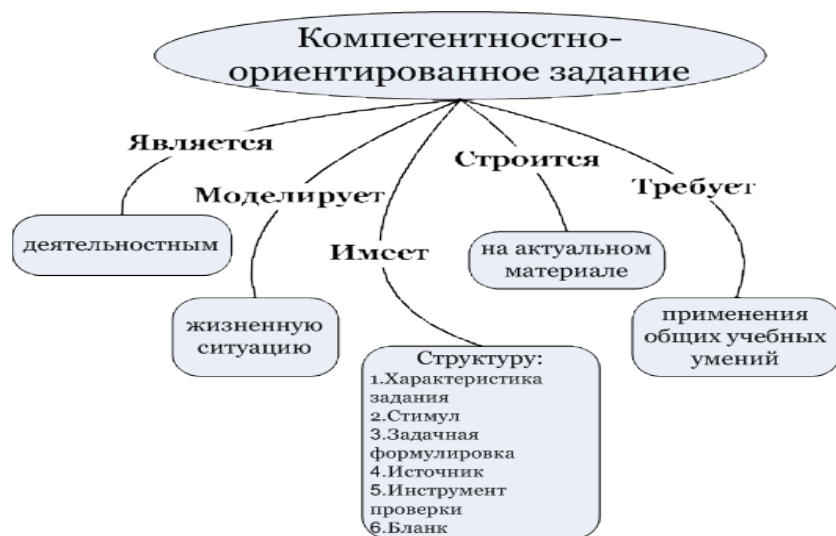 Компетентностно-
ориентированное задание
Является
Моделирует
Имеет
Строится
Требует
деятельностным
жизненную
ситуацию
Структуру:
1.Характеристика
задания
2.Стимул
3.Задачная
формулировка
4.Источник
5.Инструмент
проверки
6.Бланк
на актуальном
материале
применения
общих учебных
умений